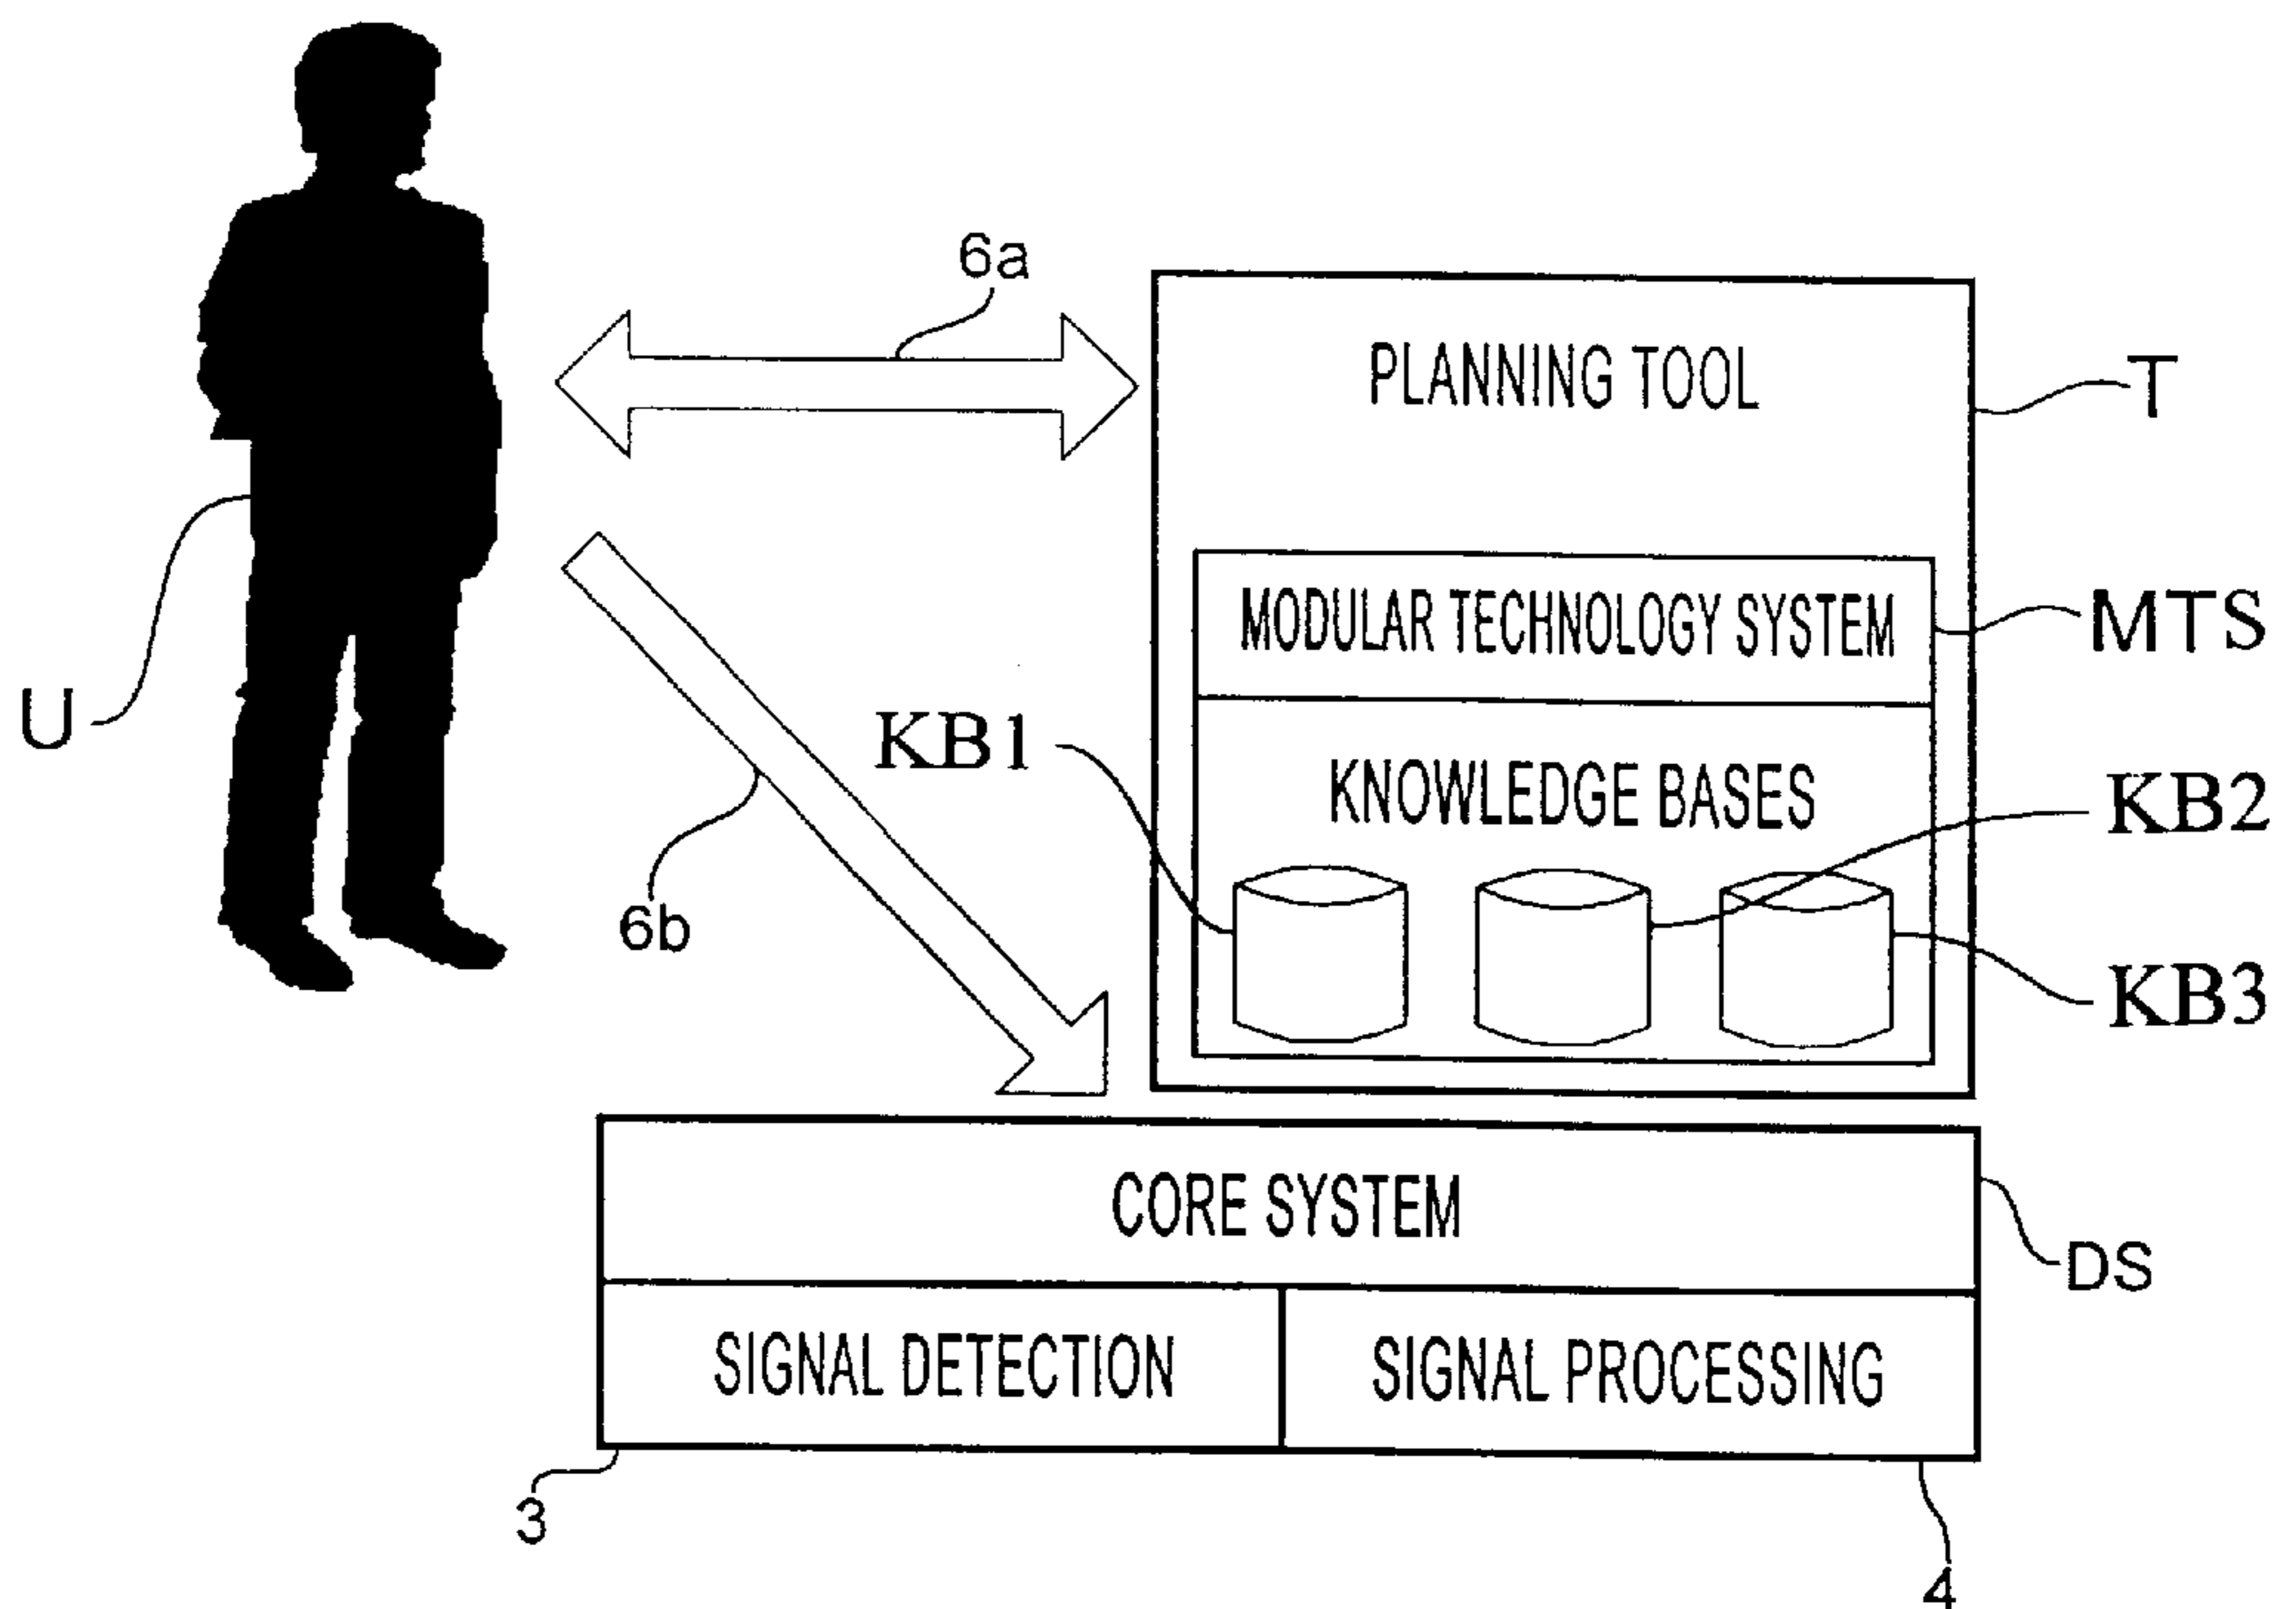 6a
PLANNING TOOL
T
MODULAR TECHNOLOGY SYSTEM
MTS
U
KB1
KNOWLEDGE BASES
KB2
6b
KB3
CORE SYSTEM
DS
SIGNAL DETECTION
SIGNAL PROCESSING
3
4